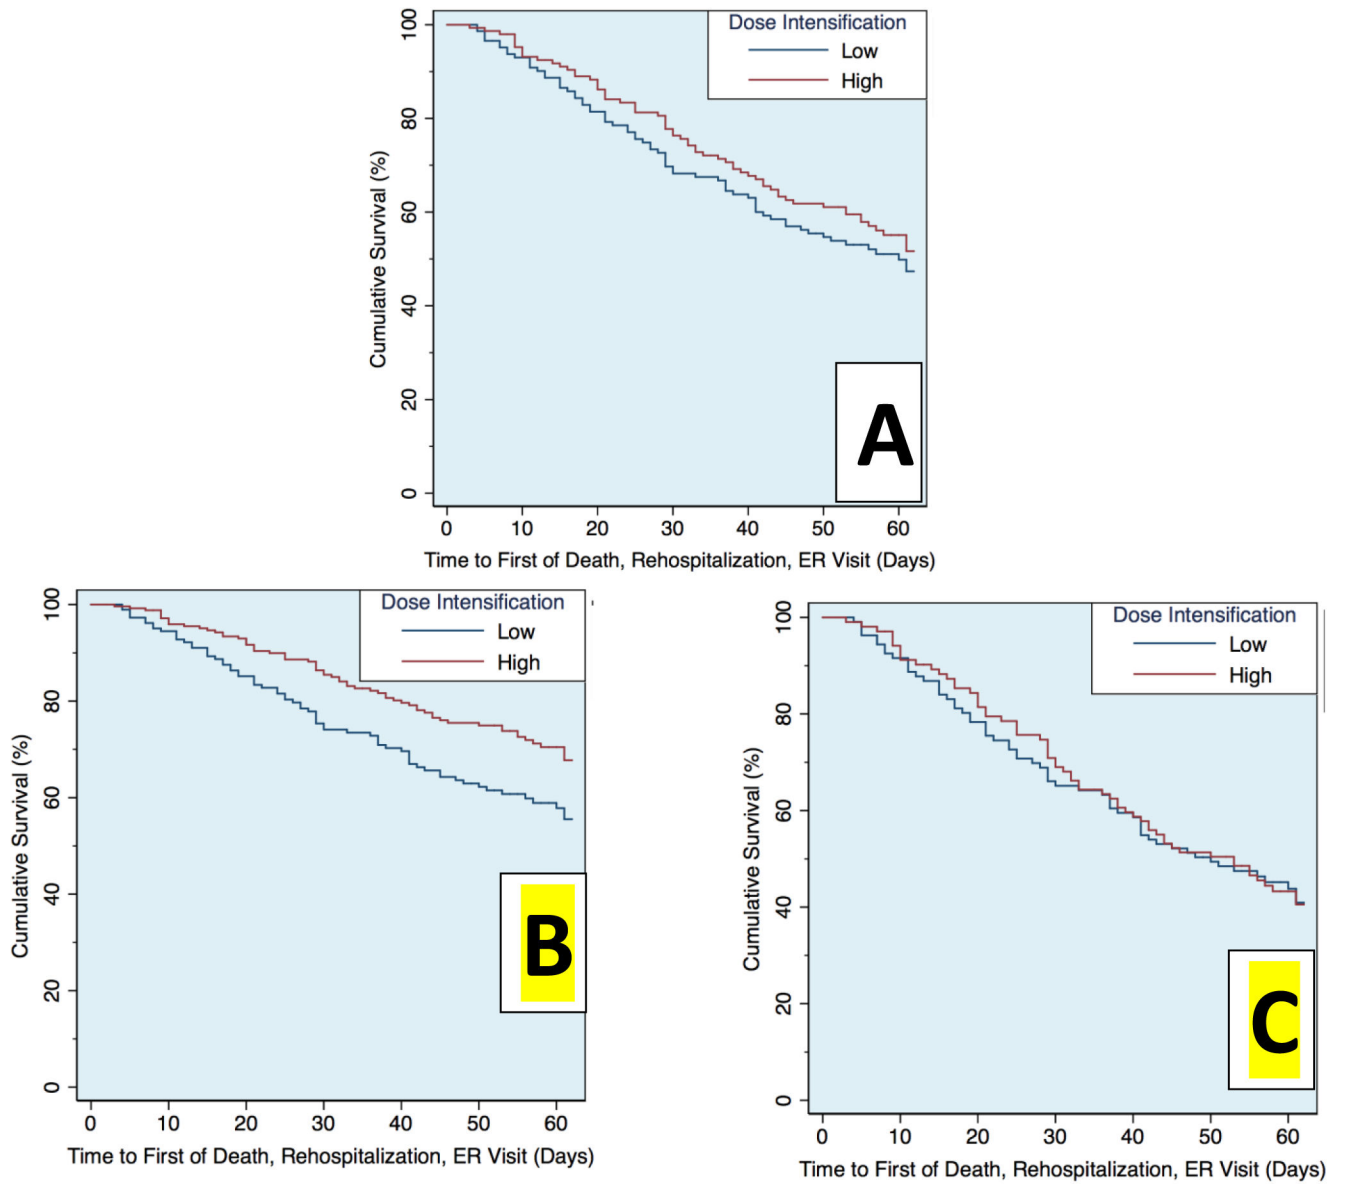 Dose Intensification
Low
High
100
80
60
40
20
0
Cumulative Survival (%)
A
0 10 20 30 40 50 60
Time to First of Death, Rehospitalization, ER Visit (Days)
Dose Intensification
Low
High
100
80
60
40
20
0
Cumulative Survival (%)
B
0 10 20 30 40 50 60
Time to First of Death, Rehospitalization, ER Visit (Days)
Dose Intensification
Low
High
100
80
60
40
20
0
Cumulative Survival (%)
C
0 10 20 30 40 50 60
Time to First of Death, Rehospitalization, ER Visit (Days)